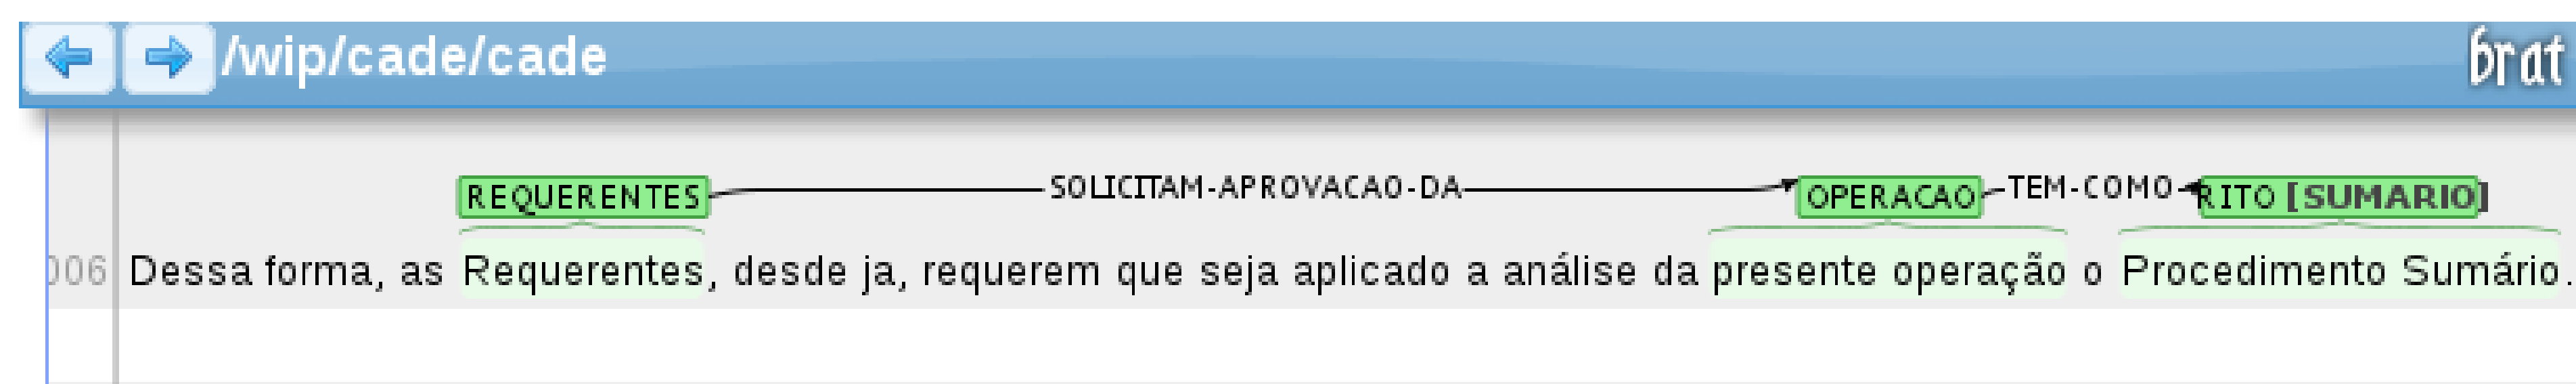 /wip/cade/cade brat
REQUERENTES SOLICITAM-APROVACAO-DA OPERACAO TEM-COMO RITO [SUMARIO]
006 Dessa forma, as Requerentes, desde ja, requerem que seja aplicado a análise da presente operação o Procedimento Sumário.